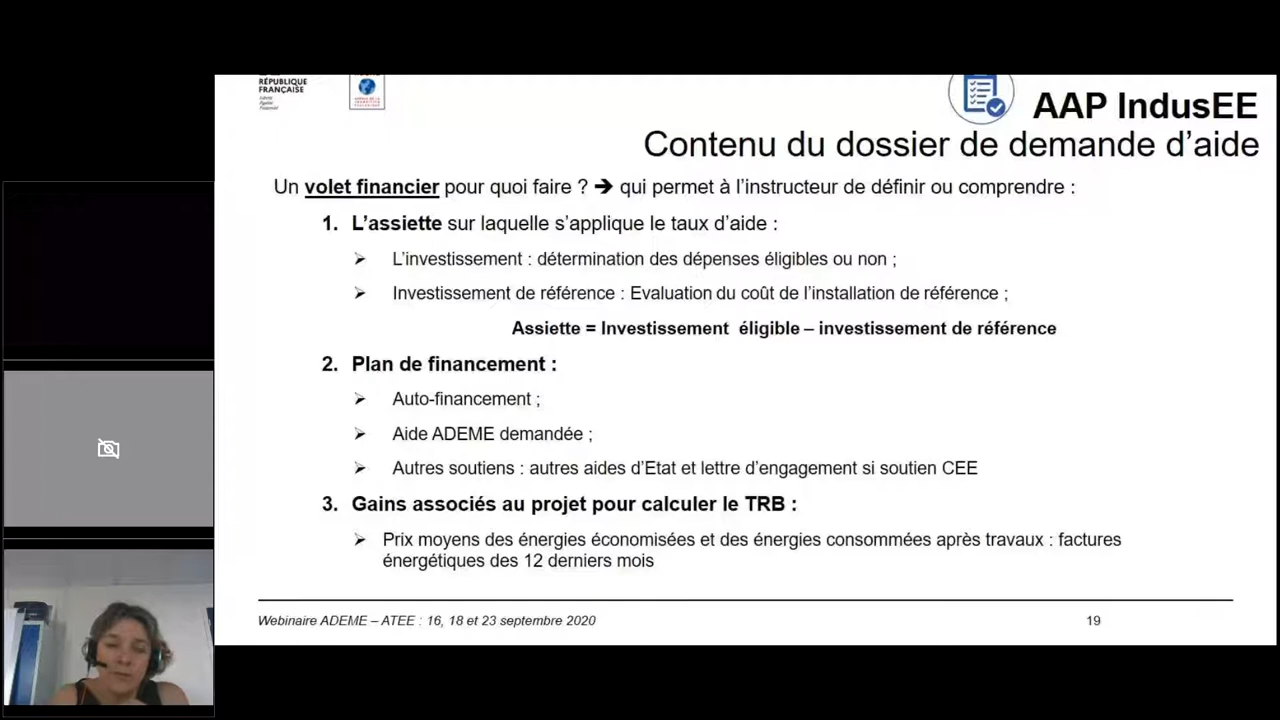 RÉPUBLIQUE
FRANÇAISE
AAP IndusEE
Contenu du dossier de demande d’aide
Un volet financier pour quoi faire ? ➔ qui permet à l’instructeur de définir ou comprendre :
1. L’assiette sur laquelle s’applique le taux d’aide :
➢ L’investissement : détermination des dépenses éligibles ou non ;
➢ Investissement de référence : Evaluation du coût de l’installation de référence ;
Assiette = Investissement éligible – investissement de référence
2. Plan de financement :
➢ Auto-financement ;
➢ Aide ADEME demandée ;
➢ Autres soutiens : autres aides d’Etat et lettre d’engagement si soutien CEE
3. Gains associés au projet pour calculer le TRB :
➢ Prix moyens des énergies économisées et des énergies consommées après travaux : factures
énergétiques des 12 derniers mois
Webinaire ADEME – ATEE : 16, 18 et 23 septembre 2020
19